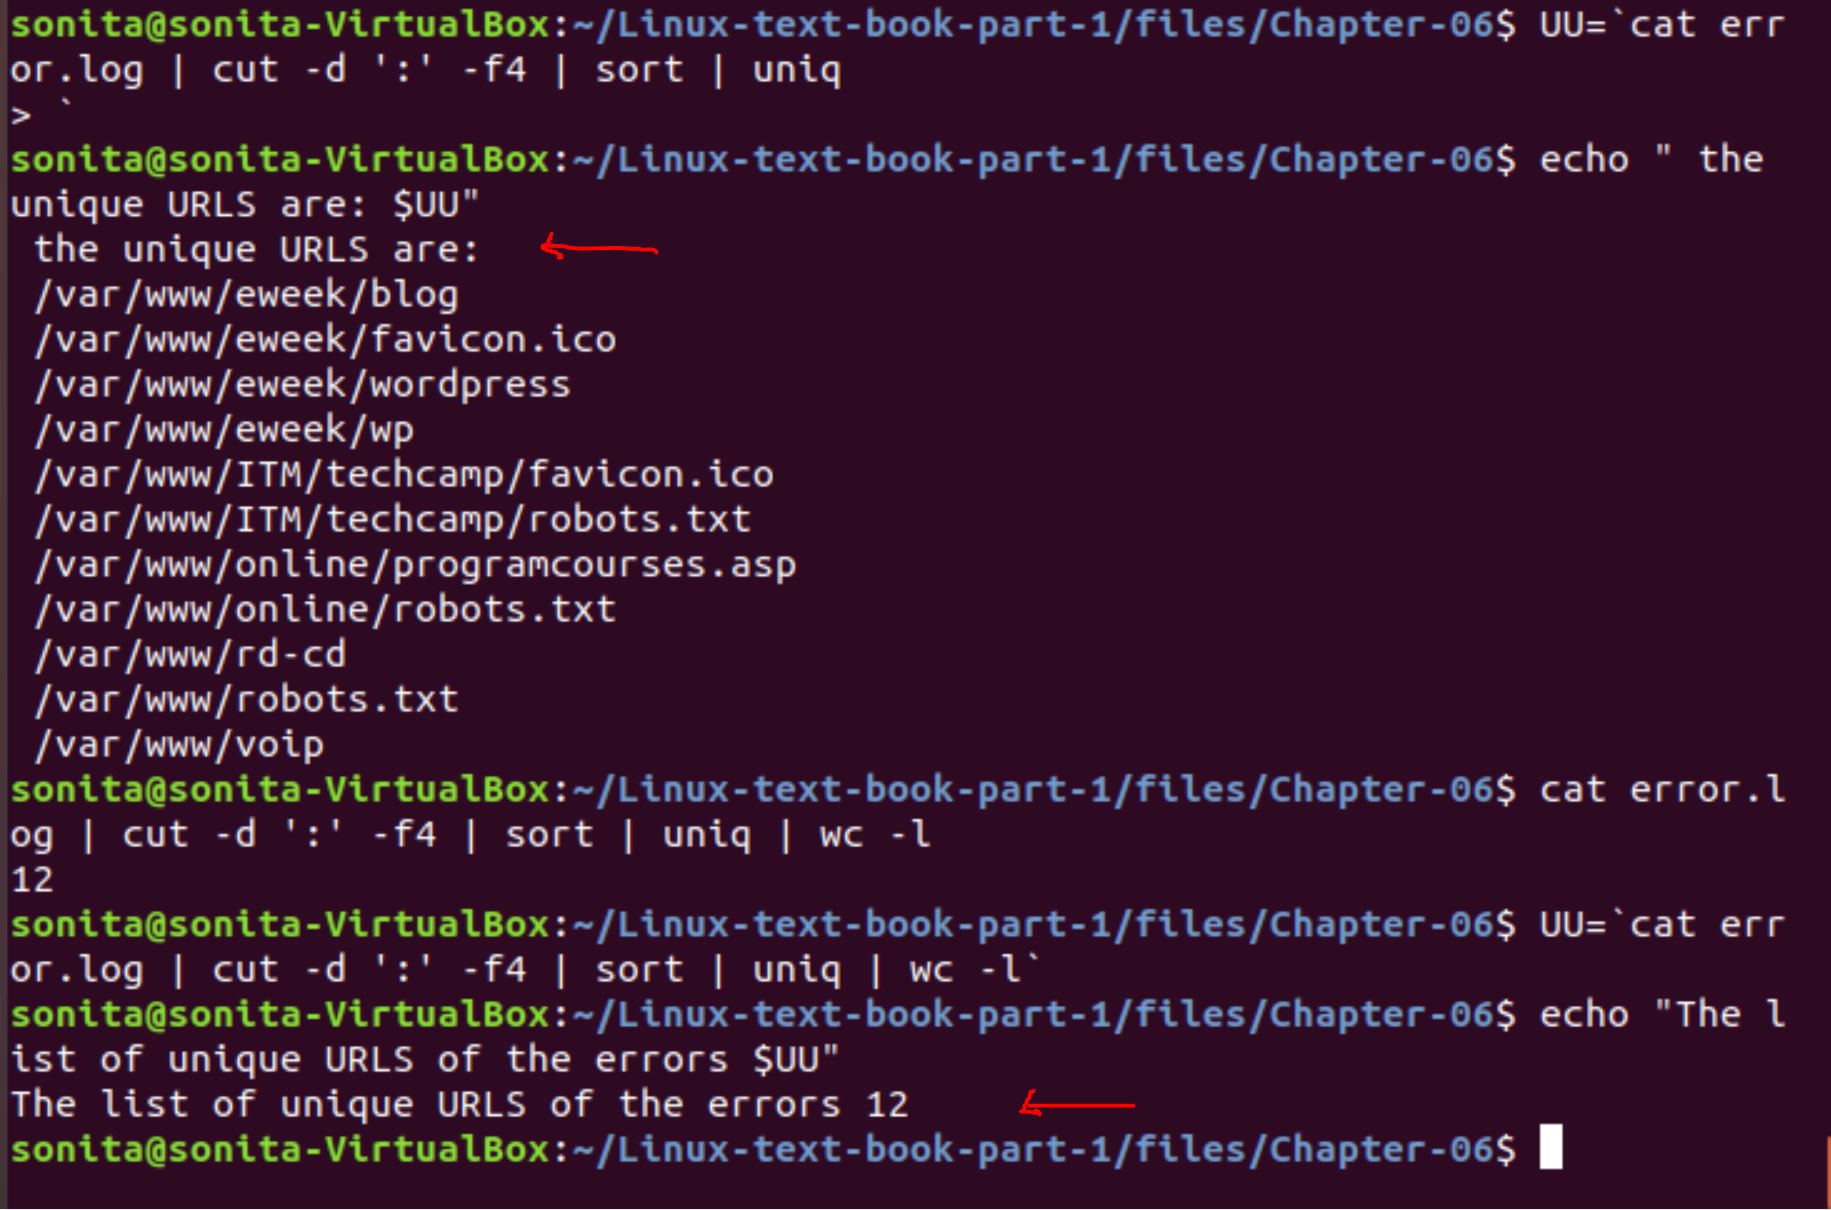 sonita@sonita-VirtualBox:~/Linux-text-book-part-1/files/Chapter-06$ UU=`cat err
or.log | cut -d ':' -f4 | sort | uniq
> `
sonita@sonita-VirtualBox:~/Linux-text-book-part-1/files/Chapter-06$ echo " the
unique URLS are: $UU"
 the unique URLS are:
 /var/www/eweek/blog
 /var/www/eweek/favicon.ico
 /var/www/eweek/wordpress
 /var/www/eweek/wp
 /var/www/ITM/techcamp/favicon.ico
 /var/www/ITM/techcamp/robots.txt
 /var/www/online/programcourses.asp
 /var/www/online/robots.txt
 /var/www/rd-cd
 /var/www/robots.txt
 /var/www/voip
sonita@sonita-VirtualBox:~/Linux-text-book-part-1/files/Chapter-06$ cat error.l
og | cut -d ':' -f4 | sort | uniq | wc -l
12
sonita@sonita-VirtualBox:~/Linux-text-book-part-1/files/Chapter-06$ UU=`cat err
or.log | cut -d ':' -f4 | sort | uniq | wc -l`
sonita@sonita-VirtualBox:~/Linux-text-book-part-1/files/Chapter-06$ echo "The l
ist of unique URLS of the errors $UU"
The list of unique URLS of the errors 12
sonita@sonita-VirtualBox:~/Linux-text-book-part-1/files/Chapter-06$